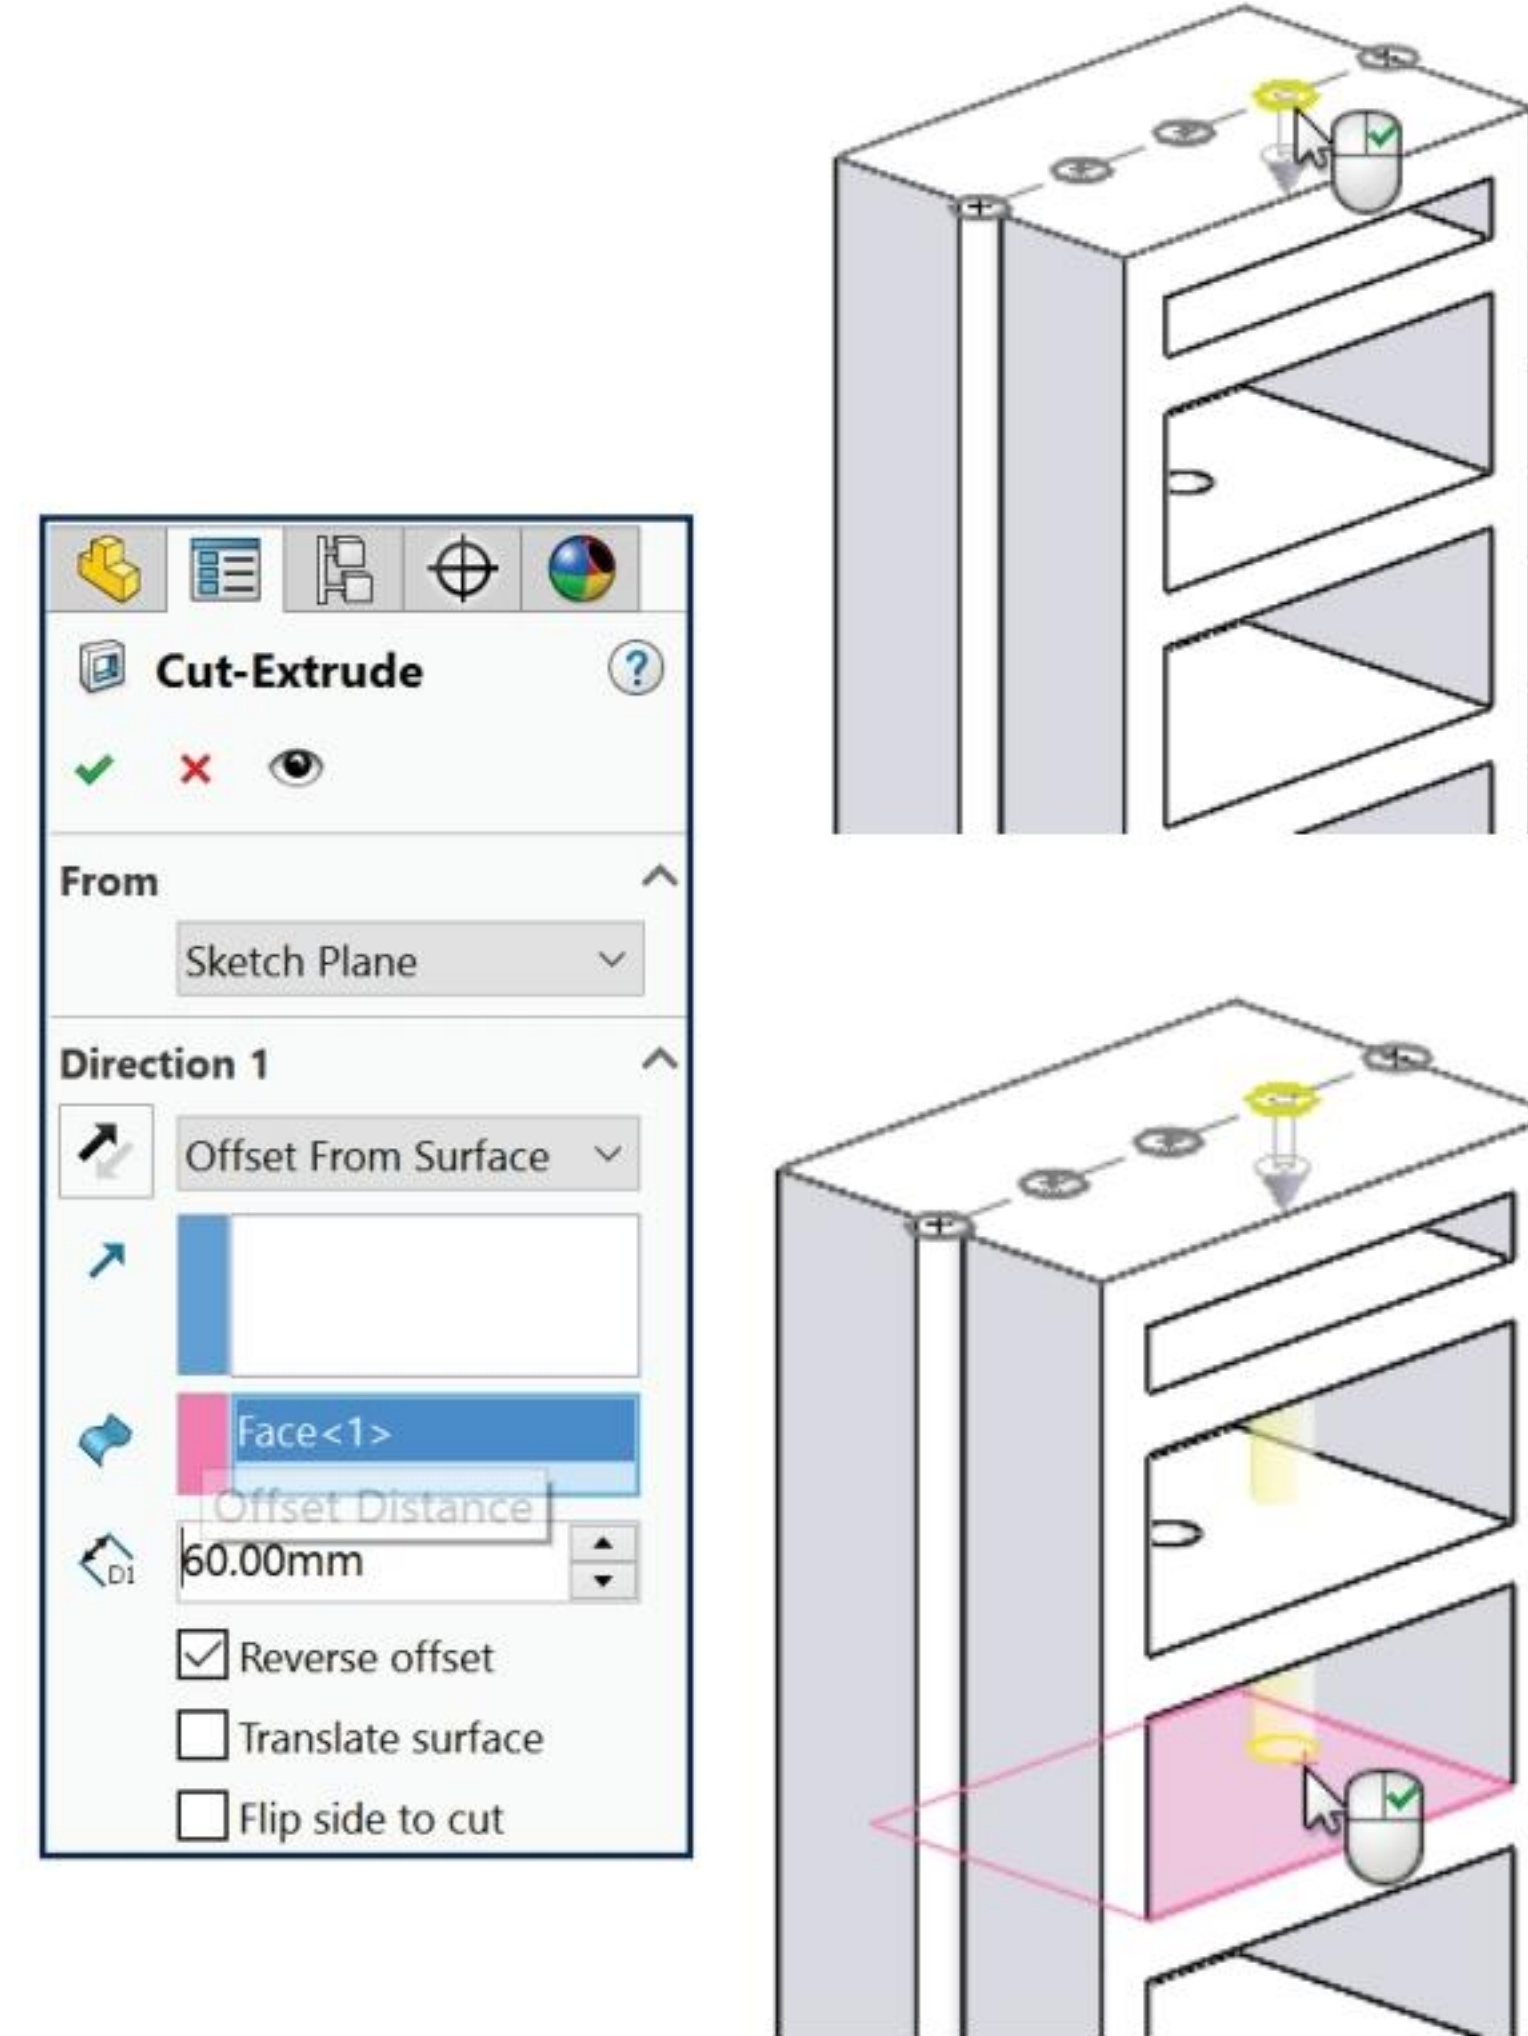 Cut-Extrude
?
From
Sketch Plane
Direction 1
Offset From Surface
Face<1>
Offset Distance
D1
60.00mm
Reverse offset
Translate surface
Flip side to cut